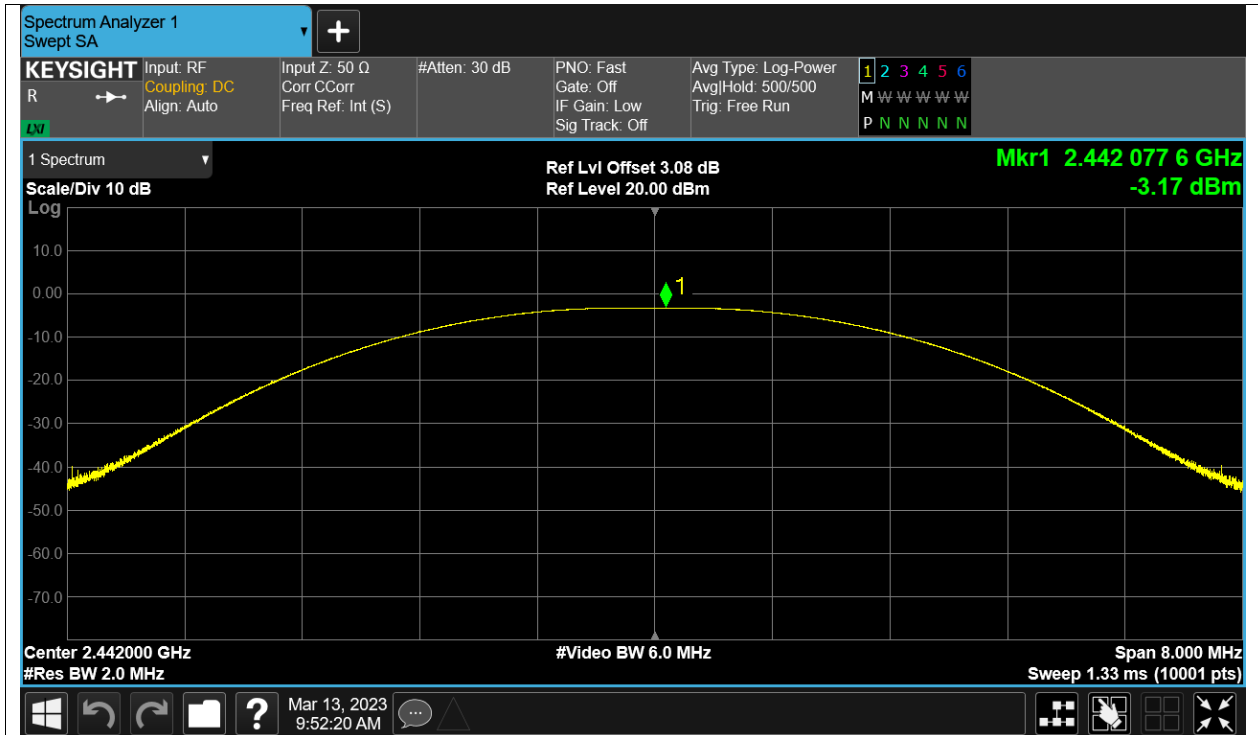 Spectrum Analyzer 1
Swept SA
+
KEYSIGHT
R
LXI
Input: RF
Coupling: DC
Align: Auto
Input Z: 50 Ω
Corr CCorr
Freq Ref: Int (S)
#Atten: 30 dB
PNO: Fast
Gate: Off
IF Gain: Low
Sig Track: Off
Avg Type: Log-Power
Avg|Hold: 500/500
Trig: Free Run
1 2 3 4 5 6
M W W W W W
P N N N N N
1 Spectrum
Scale/Div 10 dB
Log
Ref Lvl Offset 3.08 dB
Ref Level 20.00 dBm
Mkr1 2.442 077 6 GHz
-3.17 dBm
10.0
0.00
-10.0
-20.0
-30.0
-40.0
-50.0
-60.0
-70.0
1
Center 2.442000 GHz
#Video BW 6.0 MHz
Span 8.000 MHz
#Res BW 2.0 MHz
Sweep 1.33 ms (10001 pts)
?
Mar 13, 2023
9:52:20 AM